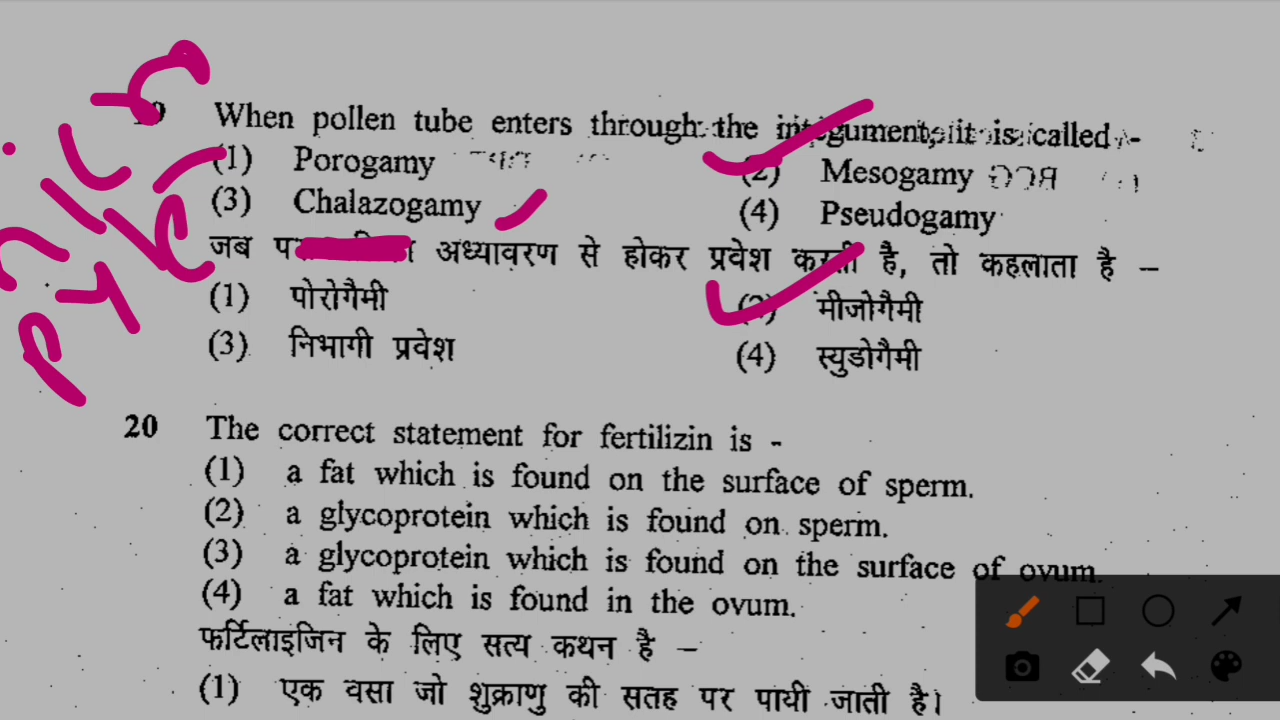 When pollen tube enters through the integument, it is called -
(1) Porogamy (2) Mesogamy
(3) Chalazogamy (4) Pseudogamy
जब अध्यावरण से होकर प्रवेश करती है, तो कहलाता है –
(1) पोरोगैमी (2) मीजोगैमी
(3) निभागी प्रवेश (4) स्युडोगैमी
20 The correct statement for fertilizin is -
(1) a fat which is found on the surface of sperm.
(2) a glycoprotein which is found on sperm.
(3) a glycoprotein which is found on the surface of ovum.
(4) a fat which is found in the ovum.
फर्टिलाइजिन के लिए सत्य कथन है –
(1) एक वसा जो शुक्राणु की सतह पर पायी जाती है।